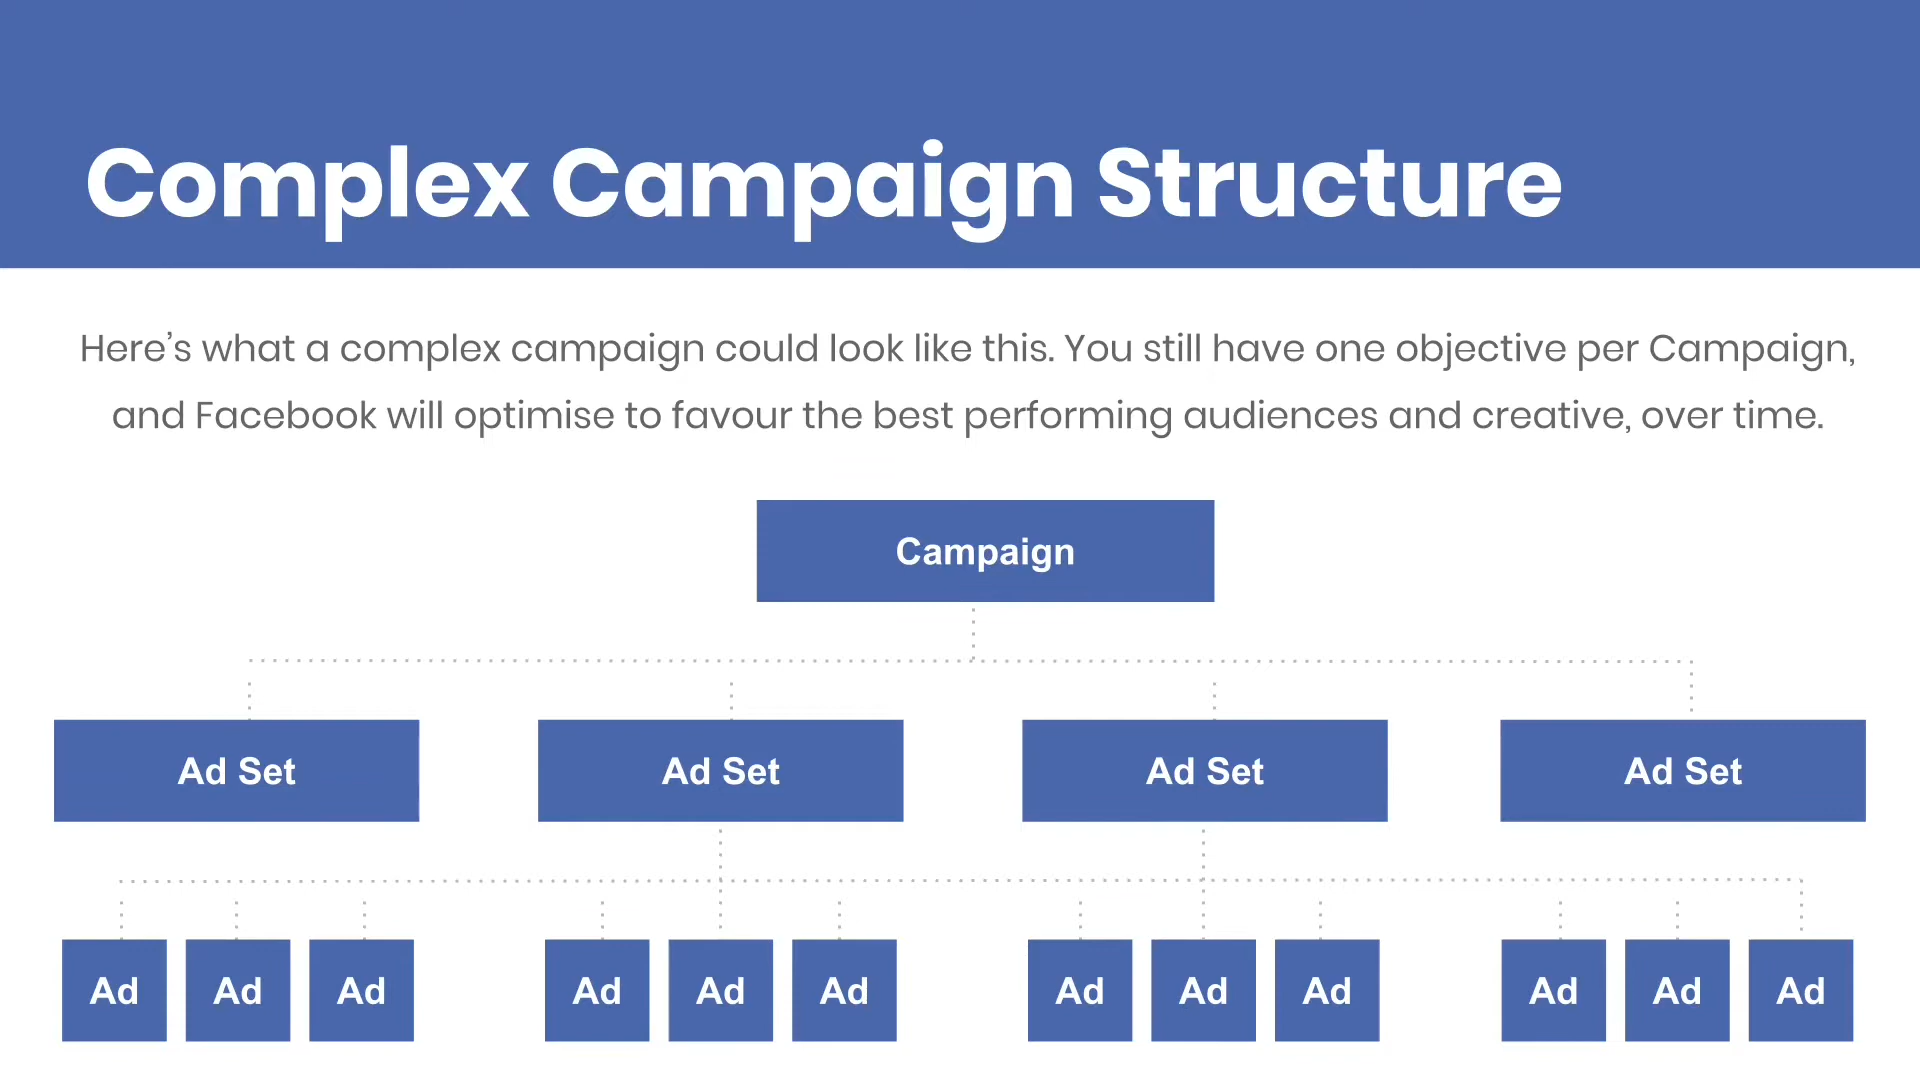 Complex Campaign Structure
Here’s what a complex campaign could look like this. You still have one objective per Campaign,
and Facebook will optimise to favour the best performing audiences and creative, over time.
Campaign
Ad Set Ad Set Ad Set Ad Set
Ad Ad Ad Ad Ad Ad Ad Ad Ad Ad Ad Ad